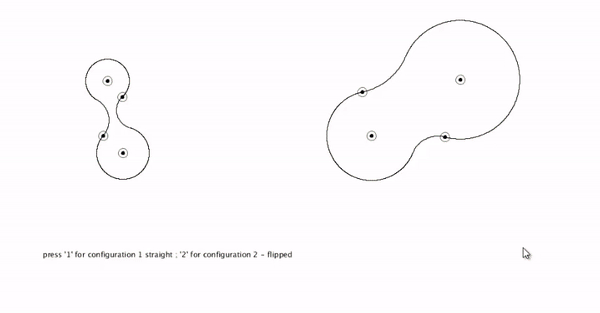 press '1' for configuration 1 straight ; '2' for configuration 2 - flipped